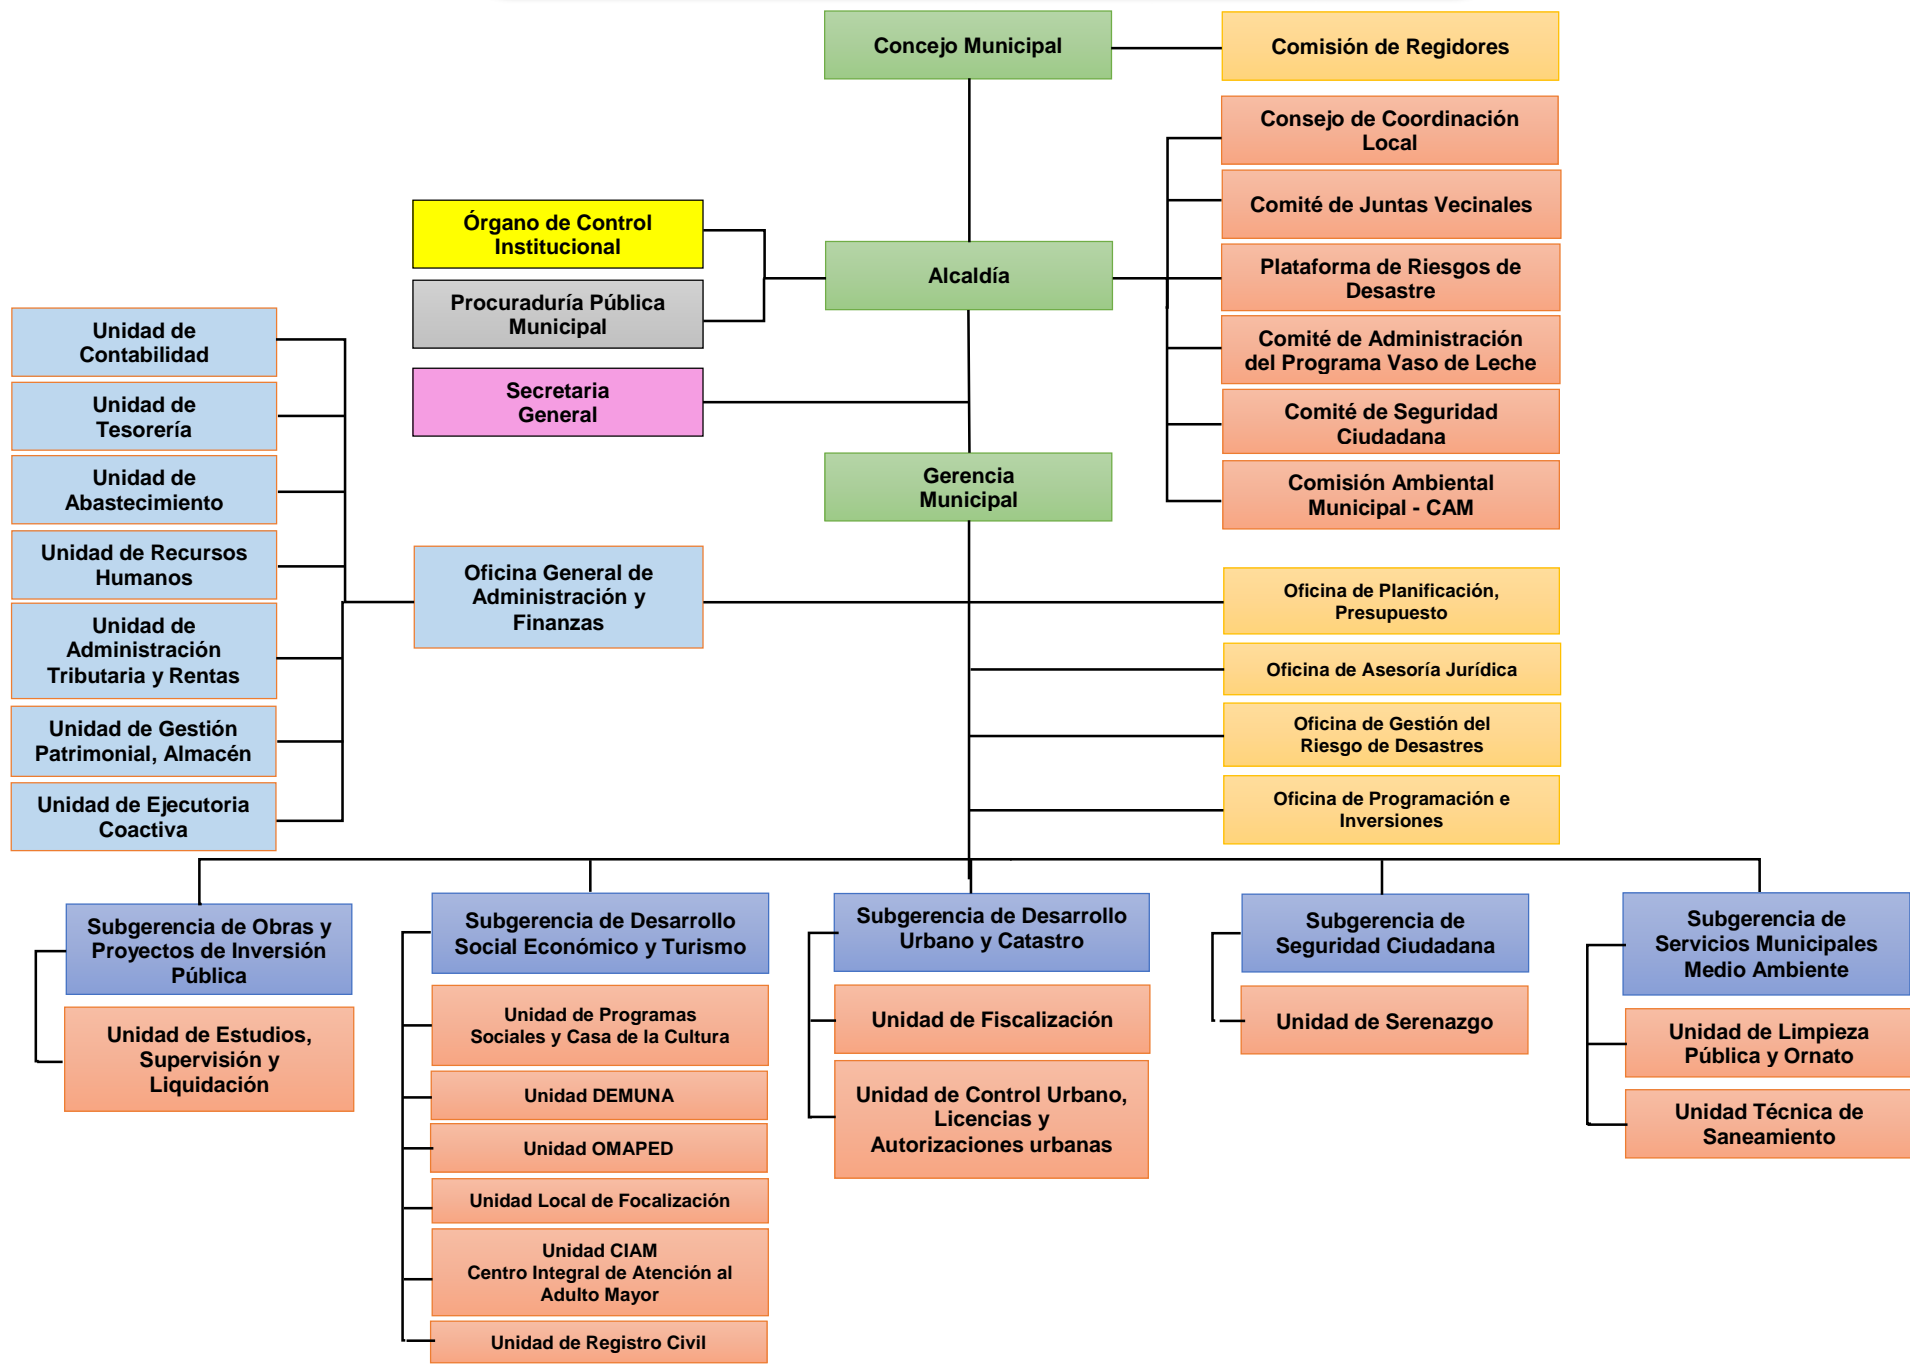 Concejo Municipal
Comisión de Regidores
Consejo de Coordinación
Local
Comité de Juntas Vecinales
Órgano de Control
Institucional
Alcaldía
Plataforma de Riesgos de
Desastre
Procuraduría Pública
Municipal
Comité de Administración
del Programa Vaso de Leche
Secretaria
General
Comité de Seguridad
Ciudadana
Gerencia
Municipal
Comisión Ambiental
Municipal - CAM
Unidad de
Contabilidad
Unidad de
Tesorería
Unidad de
Abastecimiento
Unidad de Recursos
Humanos
Unidad de
Administración
Tributaria y Rentas
Unidad de Gestión
Patrimonial, Almacén
Unidad de Ejecutoria
Coactiva
Oficina General de
Administración y
Finanzas
Oficina de Planificación,
Presupuesto
Oficina de Asesoría Jurídica
Oficina de Gestión del
Riesgo de Desastres
Oficina de Programación e
Inversiones
Subgerencia de Obras y
Proyectos de Inversión
Pública
Unidad de Estudios,
Supervisión y
Liquidación
Subgerencia de Desarrollo
Social Económico y Turismo
Unidad de Programas
Sociales y Casa de la Cultura
Unidad DEMUNA
Unidad OMAPED
Unidad Local de Focalización
Unidad CIAM
Centro Integral de Atención al
Adulto Mayor
Unidad de Registro Civil
Subgerencia de Desarrollo
Urbano y Catastro
Unidad de Fiscalización
Unidad de Control Urbano,
Licencias y
Autorizaciones urbanas
Subgerencia de
Seguridad Ciudadana
Unidad de Serenazgo
Subgerencia de
Servicios Municipales
Medio Ambiente
Unidad de Limpieza
Pública y Ornato
Unidad Técnica de
Saneamiento